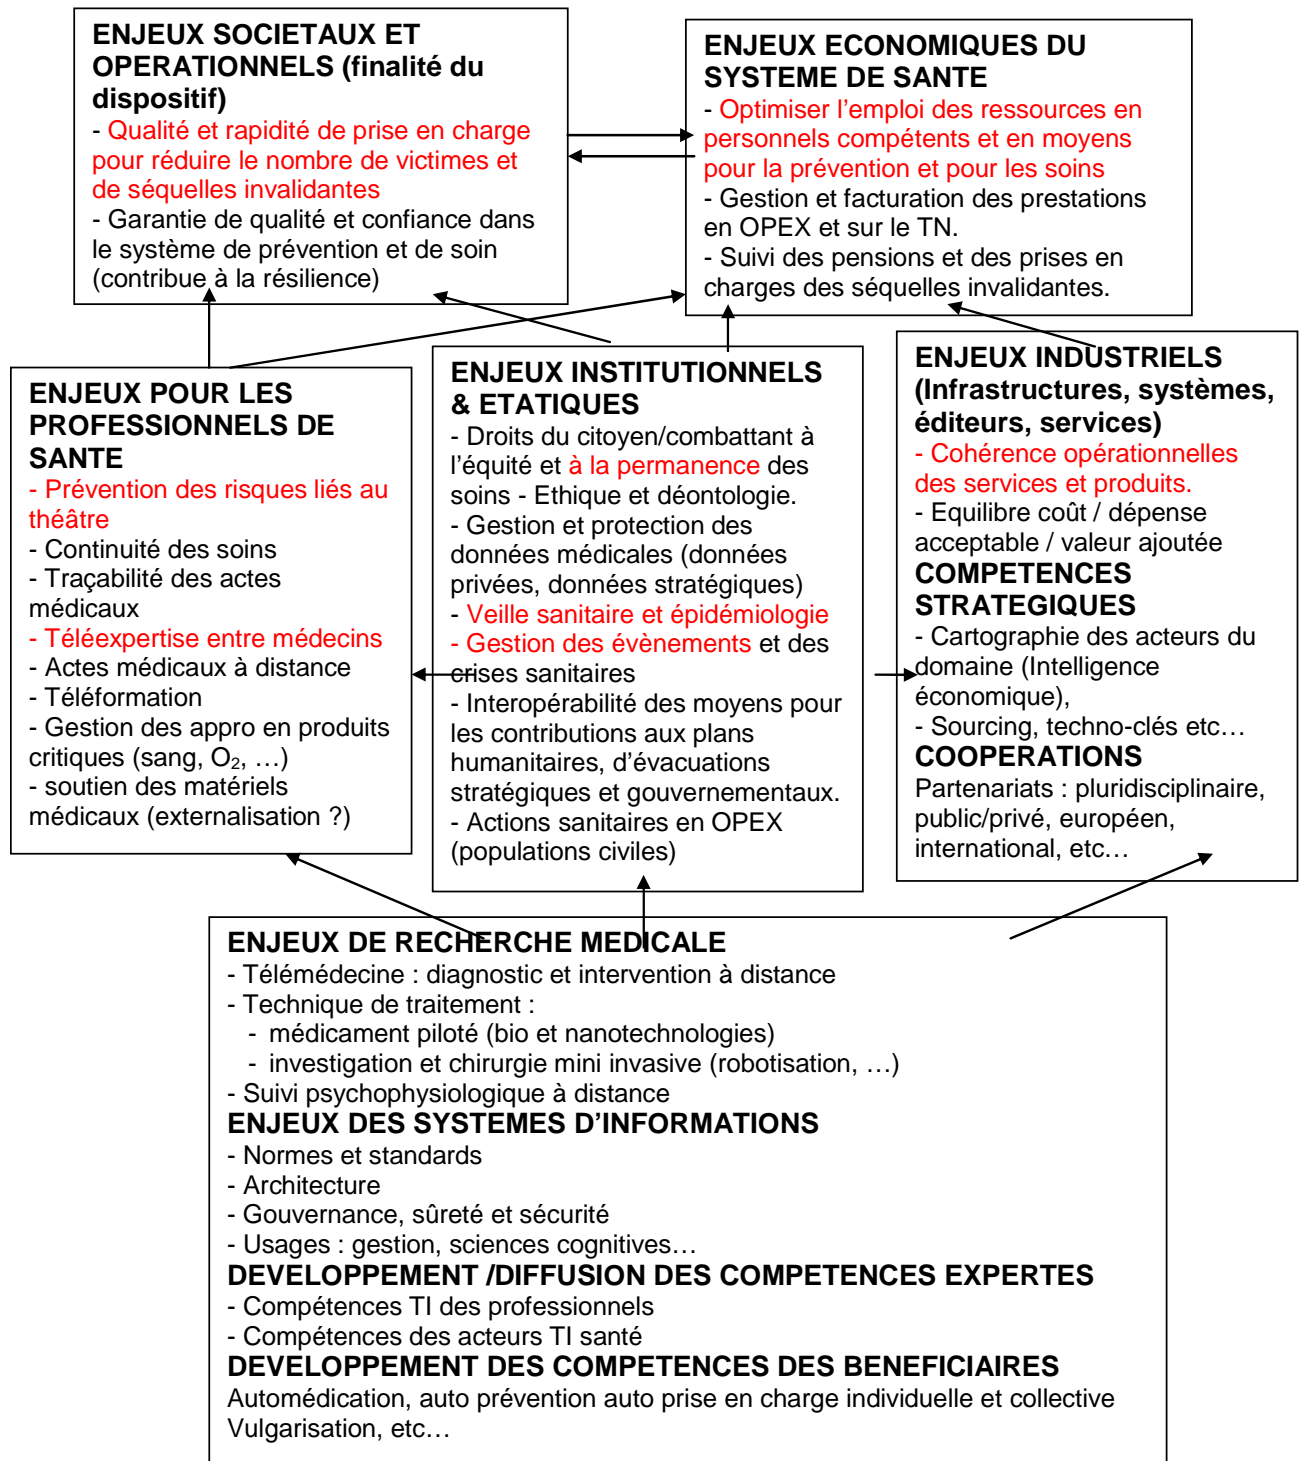 ENJEUX SOCIETAUX ET
OPERATIONNELS (finalité du
dispositif)
- Qualité et rapidité de prise en charge
pour réduire le nombre de victimes et
de séquelles invalidantes
- Garantie de qualité et confiance dans
le système de prévention et de soin
(contribue à la résilience)
ENJEUX ECONOMIQUES DU
SYSTEME DE SANTE
- Optimiser l’emploi des ressources en
personnels compétents et en moyens
pour la prévention et pour les soins
- Gestion et facturation des prestations
en OPEX et sur le TN.
- Suivi des pensions et des prises en
charges des séquelles invalidantes.
ENJEUX POUR LES
PROFESSIONNELS DE
SANTE
- Prévention des risques liés au
théâtre
- Continuité des soins
- Traçabilité des actes
médicaux
- Téléexpertise entre médecins
- Actes médicaux à distance
- Téléformation
- Gestion des appro en produits
critiques (sang, O₂, …)
- soutien des matériels
médicaux (externalisation ?)
ENJEUX INSTITUTIONNELS
& ETATIQUES
- Droits du citoyen/combattant à
l’équité et à la permanence des
soins - Ethique et déontologie.
- Gestion et protection des
données médicales (données
privées, données stratégiques)
- Veille sanitaire et épidémiologie
- Gestion des évènements et des
crises sanitaires
- Interopérabilité des moyens pour
les contributions aux plans
humanitaires, d’évacuations
stratégiques et gouvernementaux.
- Actions sanitaires en OPEX
(populations civiles)
ENJEUX INDUSTRIELS
(Infrastructures, systèmes,
éditeurs, services)
- Cohérence opérationnelles
des services et produits.
- Equilibre coût / dépense
acceptable / valeur ajoutée
COMPETENCES
STRATEGIQUES
- Cartographie des acteurs du
domaine (Intelligence
économique),
- Sourcing, techno-clés etc…
COOPERATIONS
Partenariats : pluridisciplinaire,
public/privé, européen,
international, etc…
ENJEUX DE RECHERCHE MEDICALE
- Télémédecine : diagnostic et intervention à distance
- Technique de traitement :
- médicament piloté (bio et nanotechnologies)
- investigation et chirurgie mini invasive (robotisation, …)
- Suivi psychophysiologique à distance
ENJEUX DES SYSTEMES D’INFORMATIONS
- Normes et standards
- Architecture
- Gouvernance, sûreté et sécurité
- Usages : gestion, sciences cognitives…
DEVELOPPEMENT /DIFFUSION DES COMPETENCES EXPERTES
- Compétences TI des professionnels
- Compétences des acteurs TI santé
DEVELOPPEMENT DES COMPETENCES DES BENEFICIAIRES
Automédication, auto prévention auto prise en charge individuelle et collective
Vulgarisation, etc…